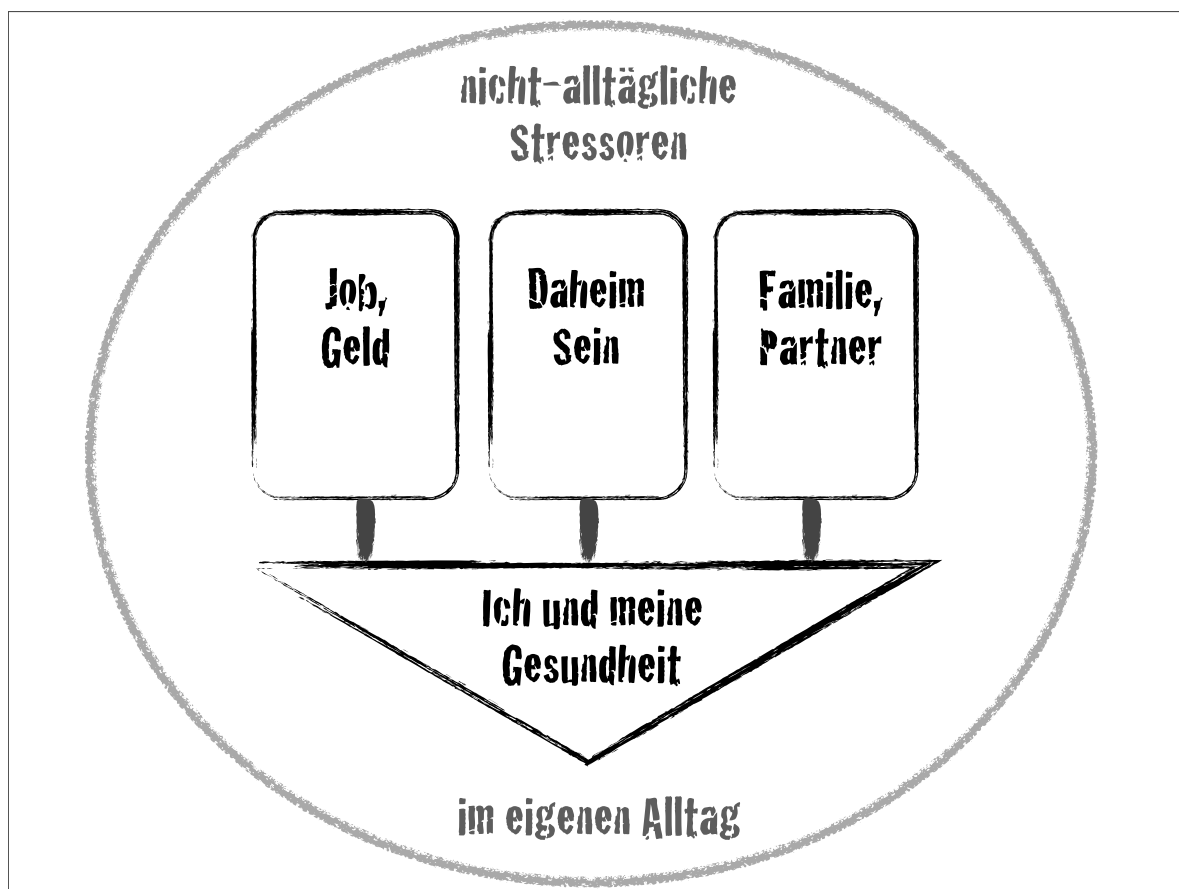 nicht-alltägliche
Stressoren
Job,
Geld
Daheim
Sein
Familie,
Partner
Ich und meine
Gesundheit
im eigenen Alltag